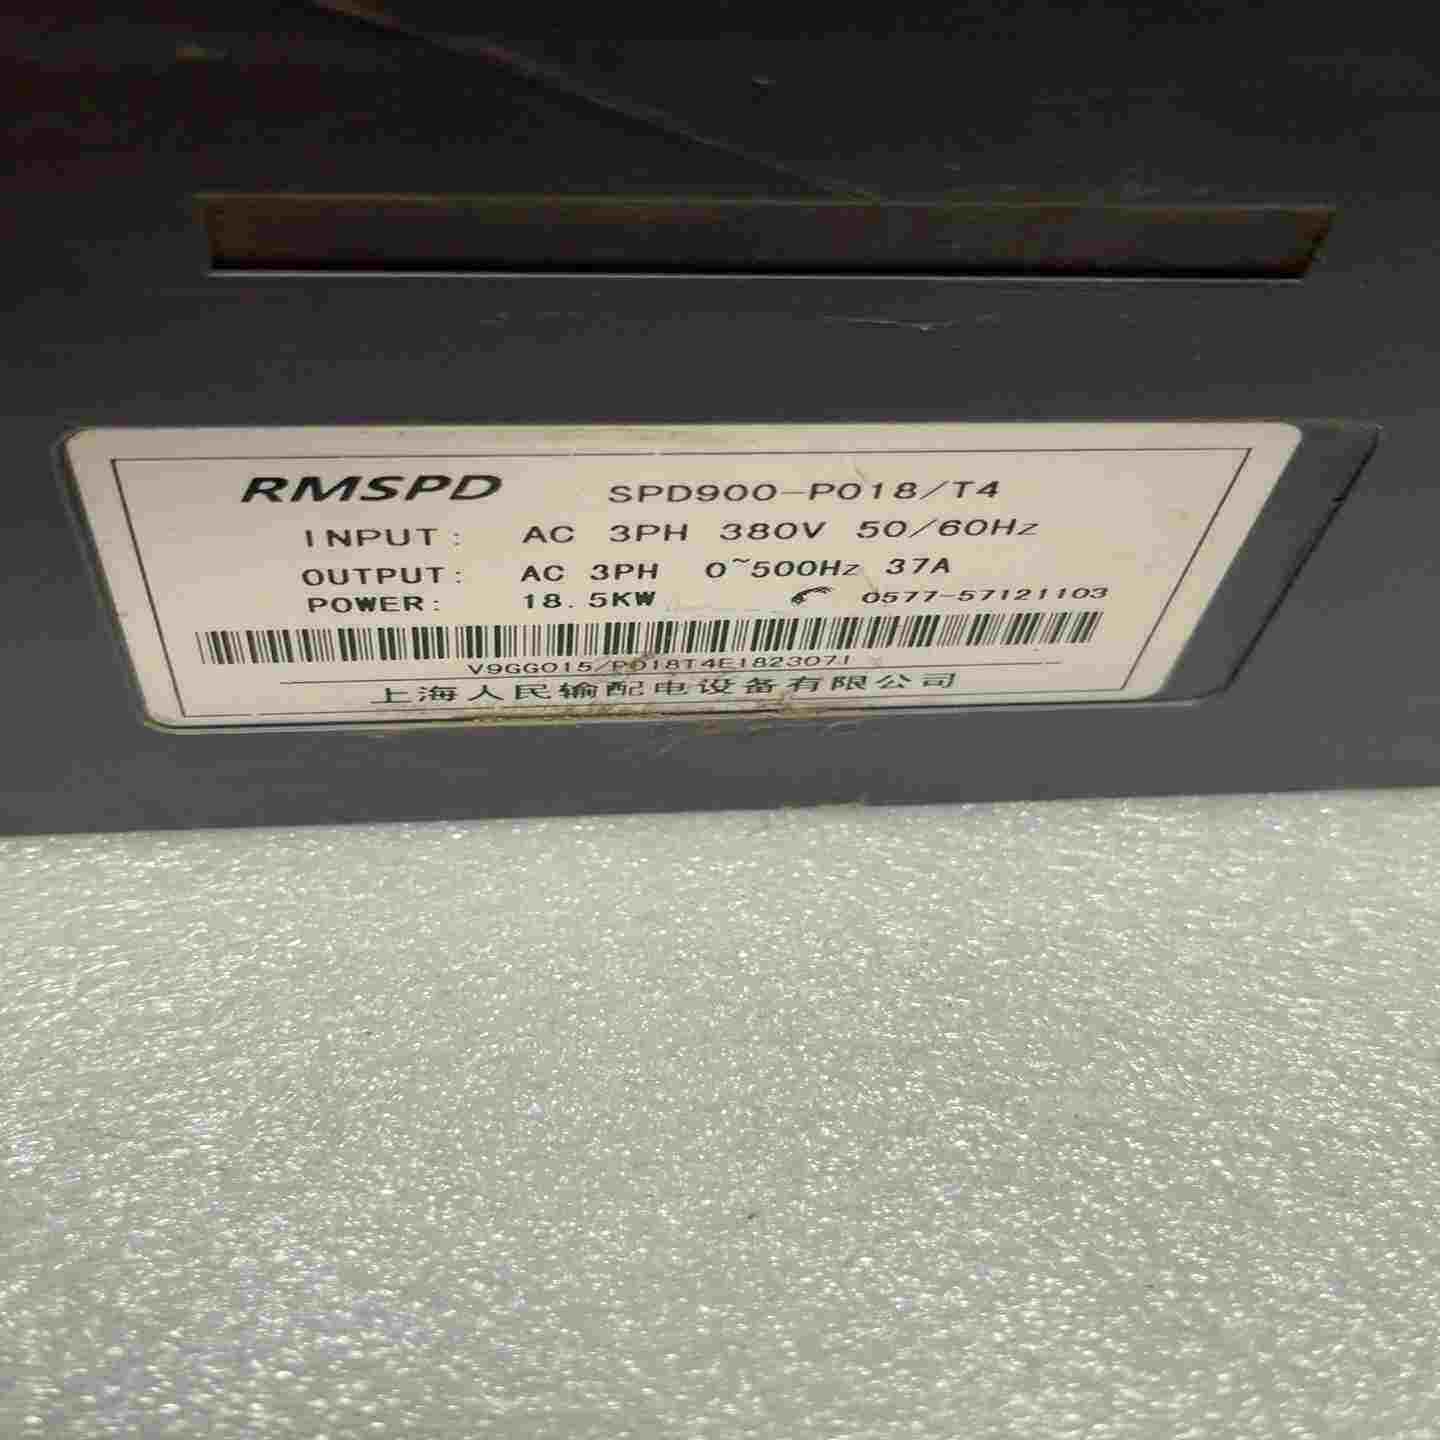 RMSPD SPD900-P018/T4
INPUT: AC 3PH 380V 50/60Hz
OUTPUT: AC 3PH 0~500Hz 37A
POWER: 18.5KW 0577-57121103
V9GG015/P018T4E1823071
上海人民输配电设备有限公司